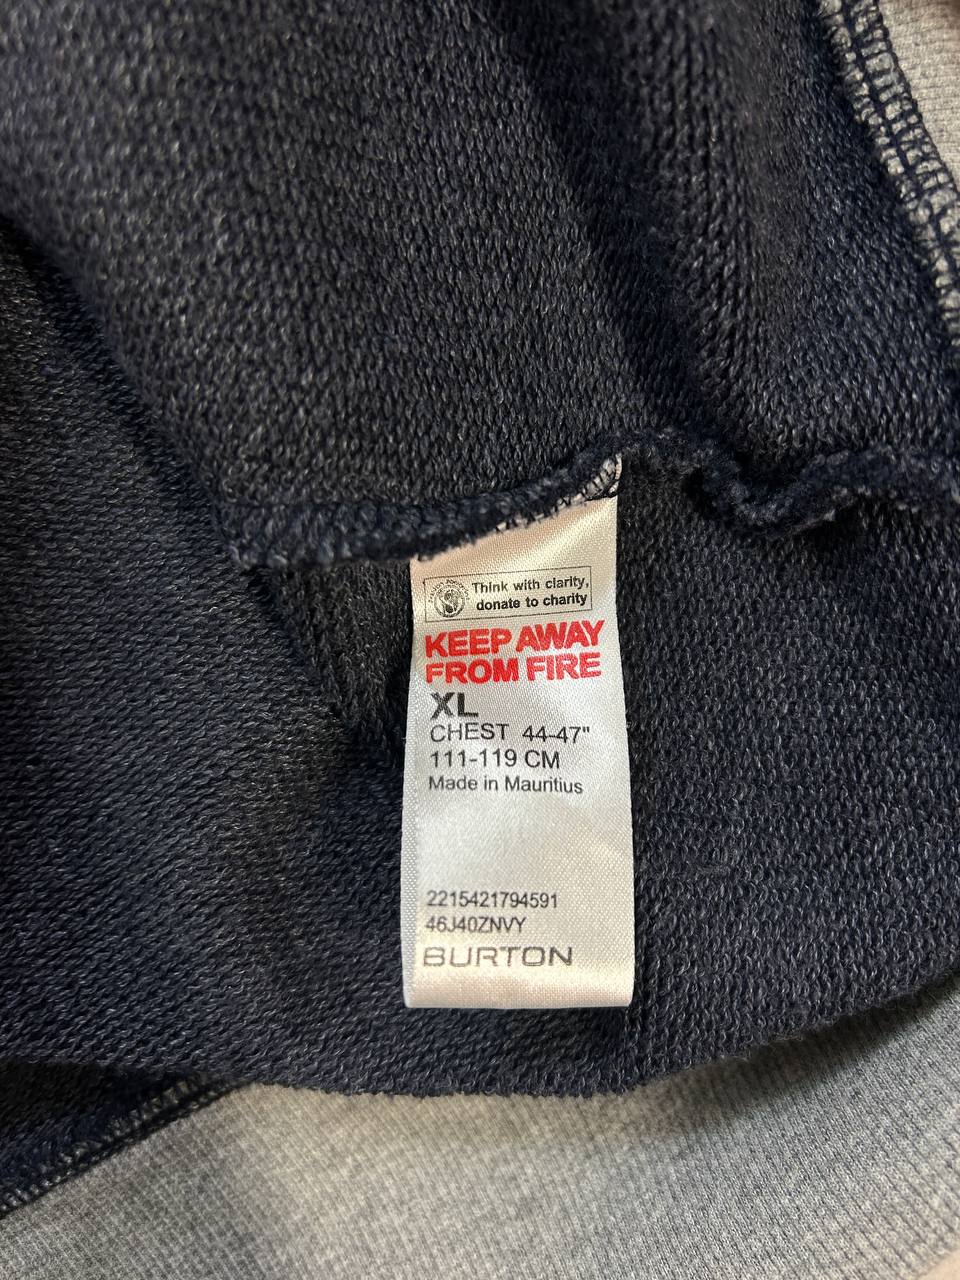 Think with clarity,
donate to charity
KEEP AWAY
FROM FIRE
XL
CHEST 44-47"
111-119 CM
Made in Mauritius
2215421794591
46J40ZNVY
BURTON